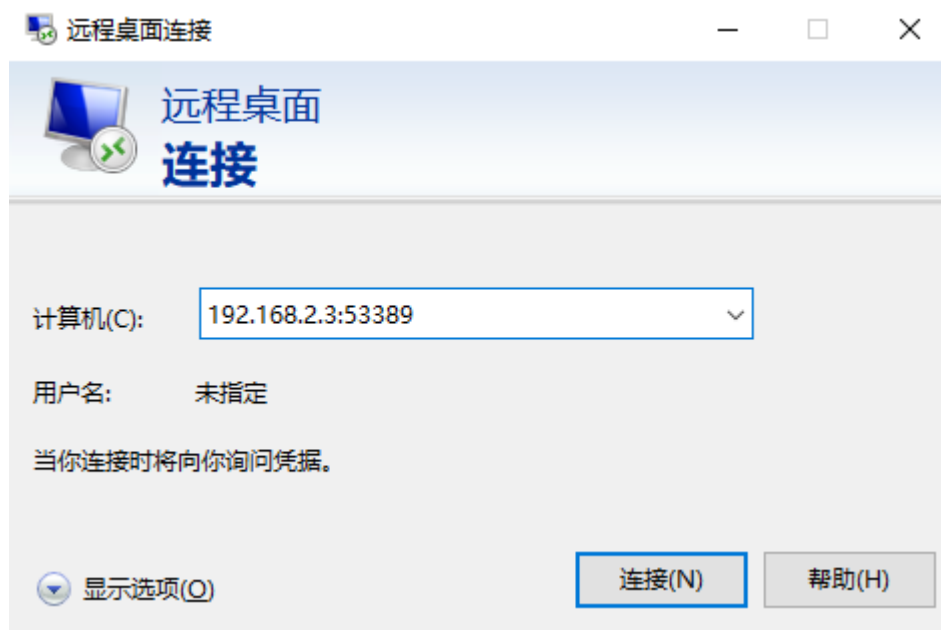 远程桌面连接
远程桌面
连接
计算机(C): 192.168.2.3:53389
用户名: 未指定
当你连接时将向你询问凭据。
显示选项(O) 连接(N) 帮助(H)